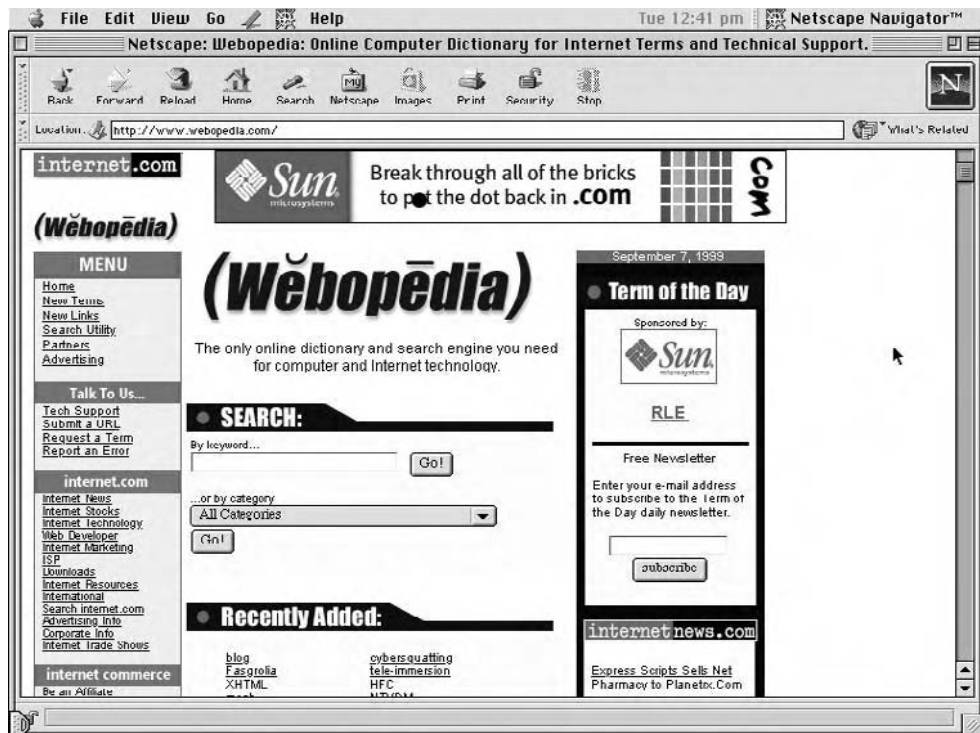 File Edit View Go Help Tue 12:41 pm Netscape Navigator™
Netscape: Webopedia: Online Computer Dictionary for Internet Terms and Technical Support.
Back Forward Reload Home Search Netscape Images Print Security Stop
My
N
Location: http://www.webopedia.com/ What's Related
internet.com
(Wĕbopēdia)
MENU
Home
New Terms
New Links
Search Utility
Partners
Advertising
Talk To Us...
Tech Support
Submit a URL
Request a Term
Report an Error
internet.com
Internet News
Internet Stocks
Internet Technology
Web Developer
Internet Marketing
ISP
Downloads
Internet Resources
International
Search internet.com
Advertising Info
Corporate Info
Internet Trade Shows
internet commerce
Be an Affiliate
Sun
microsystems
Break through all of the bricks
to put the dot back in .com
com
(Wĕbopēdia)
The only online dictionary and search engine you need
for computer and Internet technology.
SEARCH:
By keyword...
Go!
...or by category
All Categories
Go!
Recently Added:
blog cybersquatting
Fasgrolia tele-immersion
XHTML HFC
September 7, 1999
Term of the Day
Sponsored by:
Sun
microsystems
RLE
Free Newsletter
Enter your e-mail address
to subscribe to the Term of
the Day daily newsletter.
subscribe
internetnews.com
Express Scripts Sells Net
Pharmacy to Planetrx.Com